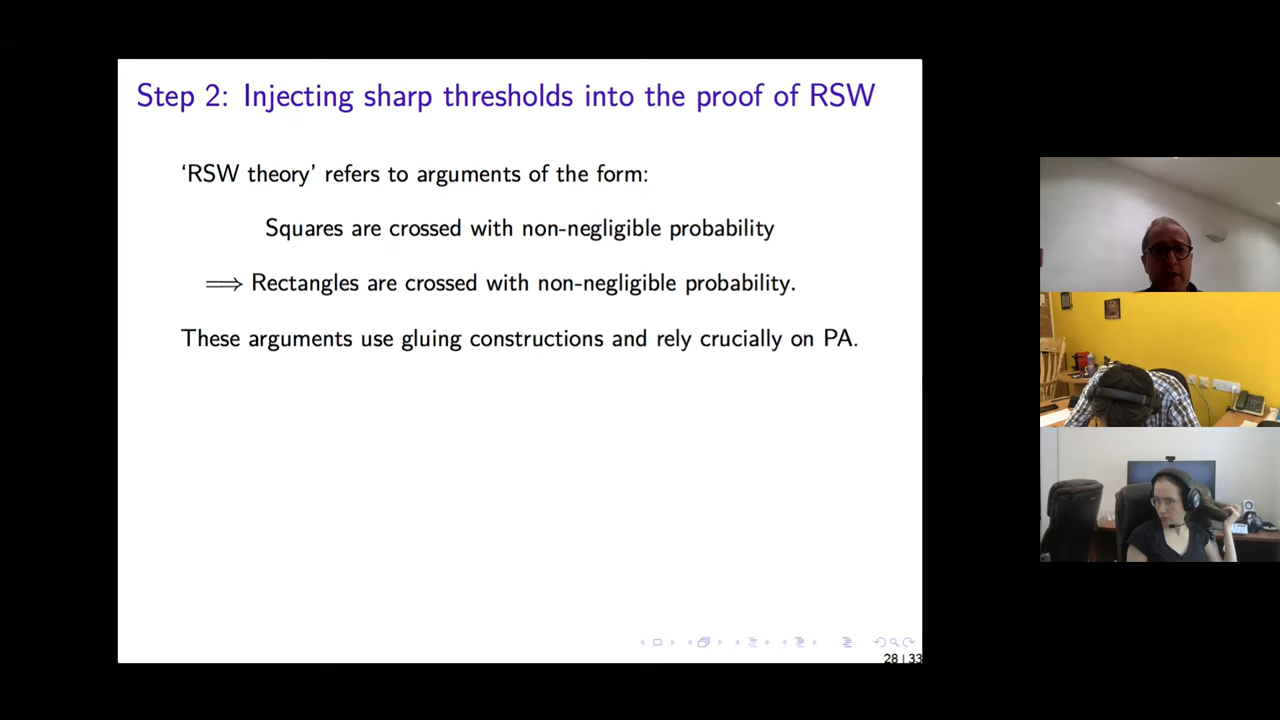 Step 2: Injecting sharp thresholds into the proof of RSW
‘RSW theory’ refers to arguments of the form:
Squares are crossed with non-negligible probability
⟹ Rectangles are crossed with non-negligible probability.
These arguments use gluing constructions and rely crucially on PA.
28 | 33